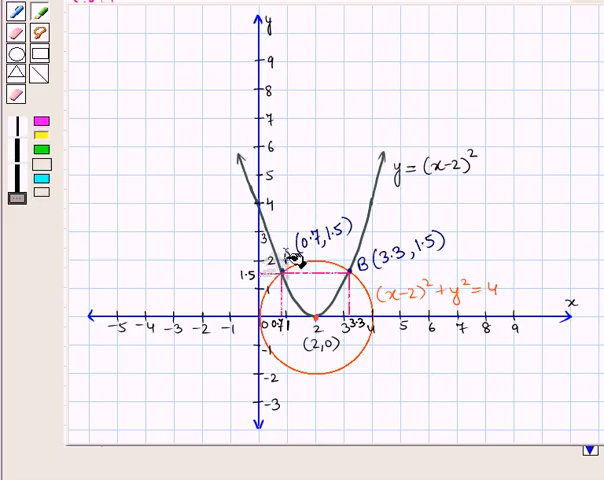 y
9
8
7
6
5
4
3
2
1.5
1
y = (x-2)²
(0.7, 1.5)
B (3.3, 1.5)
(x-2)² + y² = 4
x
-5 -4 -3 -2 -1 0 0.7 1 2 3 3.3 4 5 6 7 8 9
(2,0)
-1
-2
-3